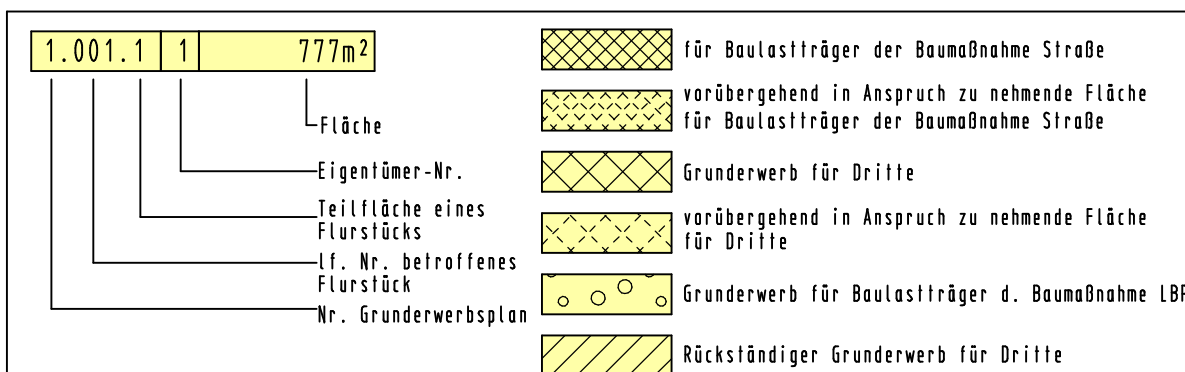 1.001.1 1 777m²
Fläche
Eigentümer-Nr.
Teilfläche eines
Flurstücks
lf. Nr. betroffenes
Flurstück
Nr. Grunderwerbsplan
für Baulastträger der Baumaßnahme Straße
vorübergehend in Anspruch zu nehmende Fläche
für Baulastträger der Baumaßnahme Straße
Grunderwerb für Dritte
vorübergehend in Anspruch zu nehmende Fläche
für Dritte
Grunderwerb für Baulastträger d. Baumaßnahme LBP
Rückständiger Grunderwerb für Dritte